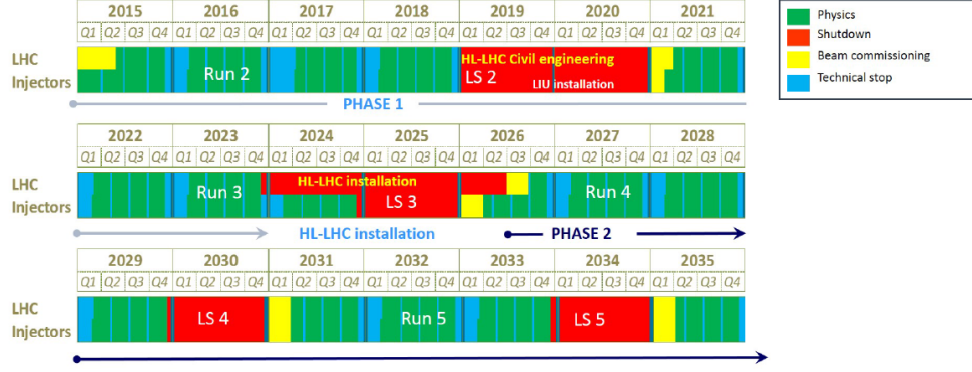 2015 2016 2017 2018 2019 2020 2021
Q1 Q2 Q3 Q4 Q1 Q2 Q3 Q4 Q1 Q2 Q3 Q4 Q1 Q2 Q3 Q4 Q1 Q2 Q3 Q4 Q1 Q2 Q3 Q4 Q1 Q2 Q3 Q4
LHC
Injectors
Run 2
HL-LHC Civil engineering
LS 2
LIU installation
PHASE 1
Physics
Shutdown
Beam commissioning
Technical stop
2022 2023 2024 2025 2026 2027 2028
Q1 Q2 Q3 Q4 Q1 Q2 Q3 Q4 Q1 Q2 Q3 Q4 Q1 Q2 Q3 Q4 Q1 Q2 Q3 Q4 Q1 Q2 Q3 Q4 Q1 Q2 Q3 Q4
LHC
Injectors
Run 3
HL-LHC installation
LS 3
Run 4
HL-LHC installation
PHASE 2
2029 2030 2031 2032 2033 2034 2035
Q1 Q2 Q3 Q4 Q1 Q2 Q3 Q4 Q1 Q2 Q3 Q4 Q1 Q2 Q3 Q4 Q1 Q2 Q3 Q4 Q1 Q2 Q3 Q4 Q1 Q2 Q3 Q4
LHC
Injectors
LS 4
Run 5
LS 5